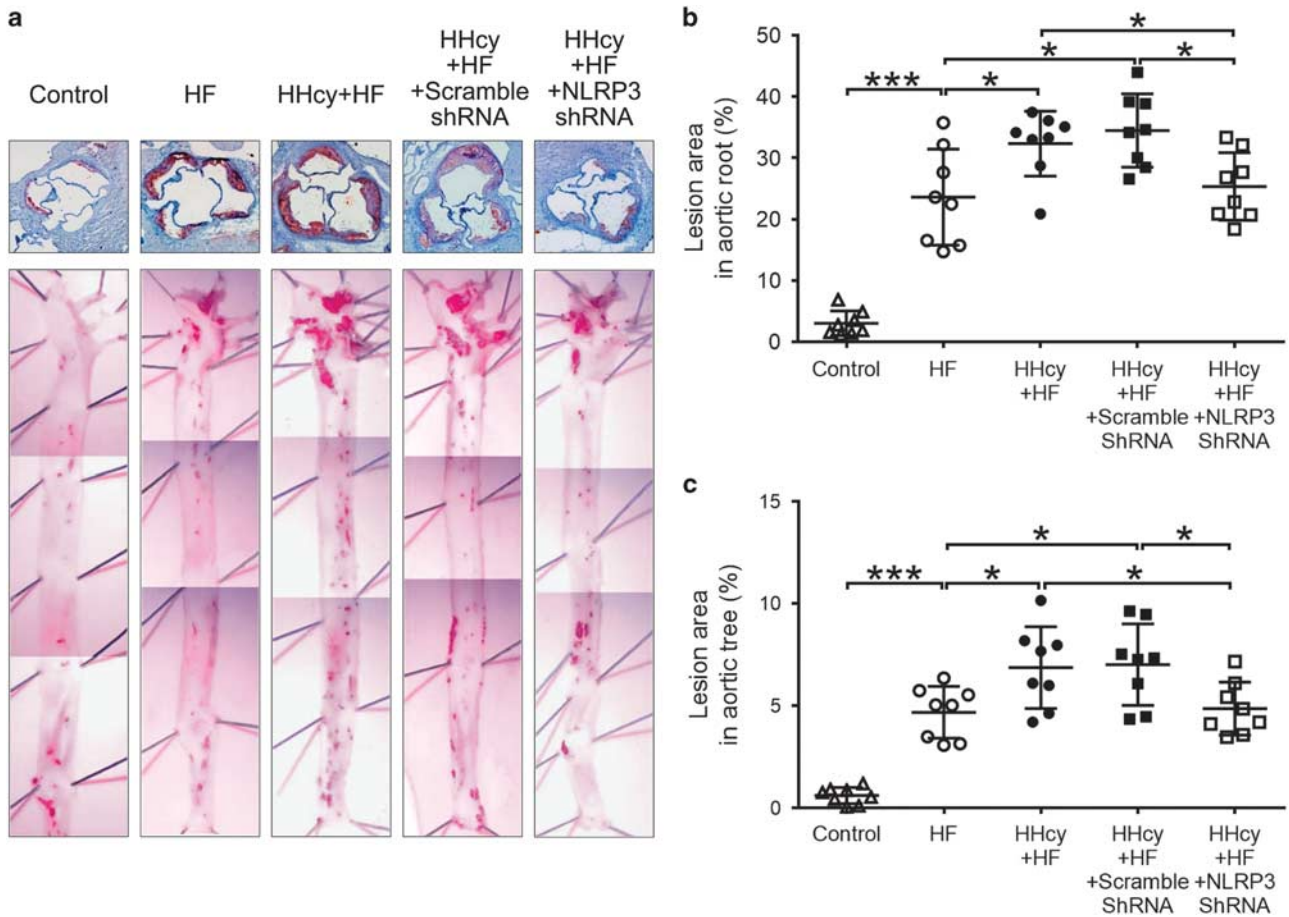 a
Control
HF
HHcy+HF
HHcy
+HF
+Scramble
shRNA
HHcy
+HF
+NLRP3
shRNA
b
Lesion area
in aortic root (%)
50
40
30
20
10
0
***
*
*
*
*
Control
HF
HHcy
+HF
HHcy
+HF
+Scramble
ShRNA
HHcy
+HF
+NLRP3
ShRNA
c
Lesion area
in aortic tree (%)
15
10
5
0
***
*
*
*
*
Control
HF
HHcy
+HF
HHcy
+HF
+Scramble
ShRNA
HHcy
+HF
+NLRP3
ShRNA